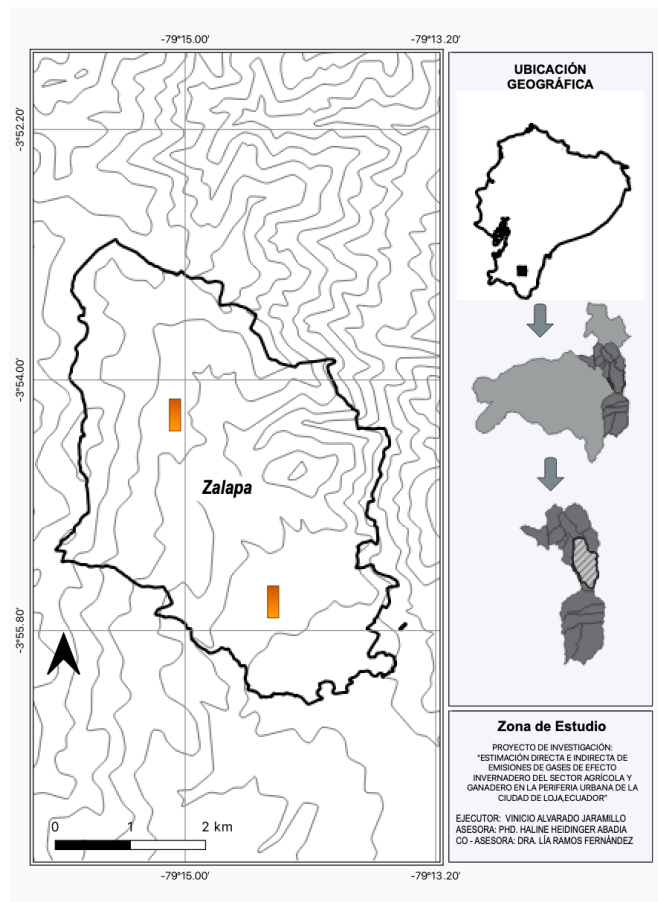 -79°15.00'
-79°13.20'
-3°52.20'
-3°54.00'
-3°55.80'
Zalapa
0
1
2 km
-79°15.00'
-79°13.20'
UBICACIÓN
GEOGRÁFICA
Zona de Estudio
PROYECTO DE INVESTIGACIÓN:
"ESTIMACIÓN DIRECTA E INDIRECTA DE
EMISIONES DE GASES DE EFECTO
INVERNADERO DEL SECTOR AGRÍCOLA Y
GANADERO EN LA PERIFERIA URBANA DE LA
CIUDAD DE LOJA,ECUADOR"
EJECUTOR: VINICIO ALVARADO JARAMILLO
ASESORA: PHD. HALINE HEIDINGER ABADIA
CO - ASESORA: DRA. LÍA RAMOS FERNÁNDEZ